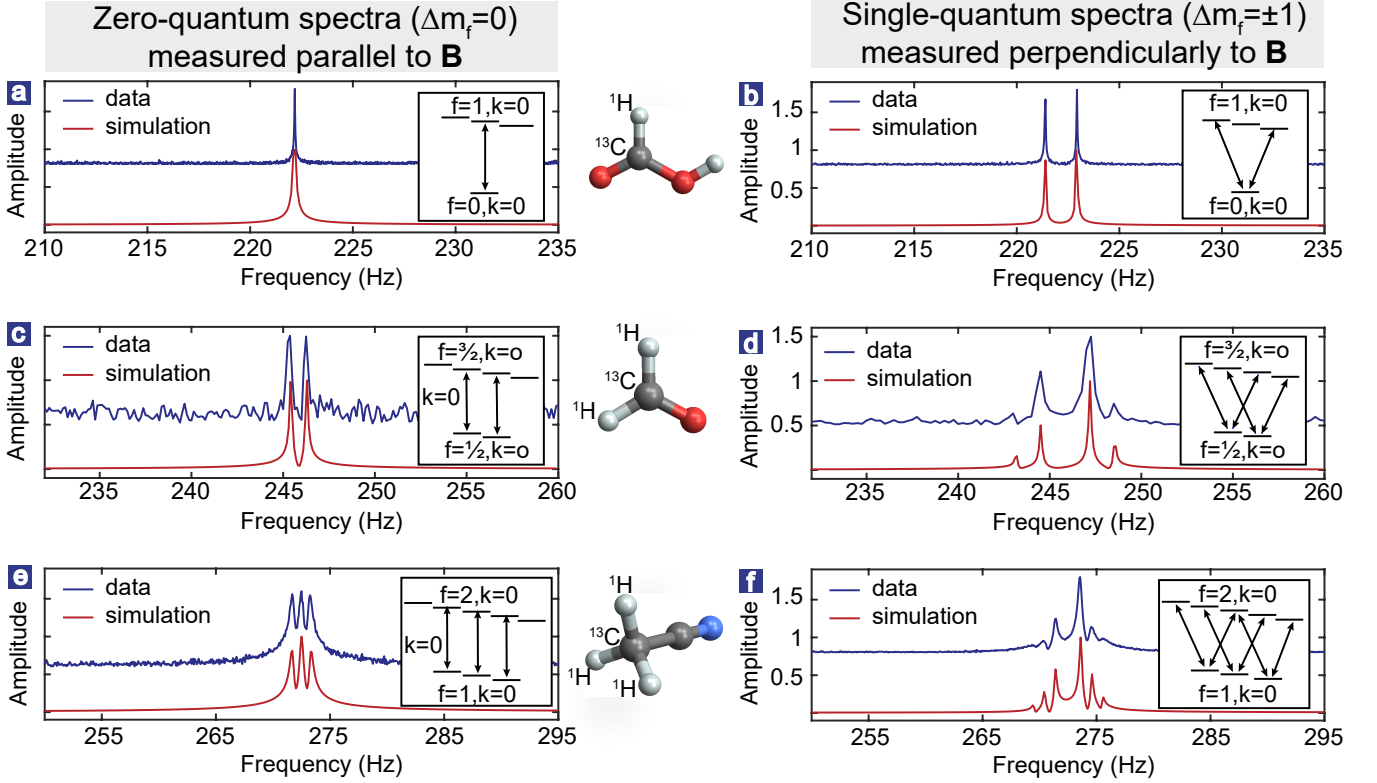 Zero-quantum spectra (Δm_f=0)
measured parallel to B
Single-quantum spectra (Δm_f=±1)
measured perpendicularly to B
a
data
simulation
f=1,k=0
f=0,k=0
Amplitude
210 215 220 225 230 235
Frequency (Hz)
¹H
¹³C
b
data
simulation
f=1,k=0
f=0,k=0
1.5
1
0.5
Amplitude
210 215 220 225 230 235
Frequency (Hz)
c
data
simulation
f=³⁄₂,k=o
k=0
f=½,k=o
Amplitude
235 240 245 250 255 260
Frequency (Hz)
¹H
¹³C
¹H
d
data
simulation
f=³⁄₂,k=o
f=½,k=o
1.5
1
0.5
Amplitude
235 240 245 250 255 260
Frequency (Hz)
e
data
simulation
f=2,k=0
k=0
f=1,k=0
Amplitude
255 265 275 285 295
Frequency (Hz)
¹H
¹³C
¹H
¹H
f
data
simulation
f=2,k=0
f=1,k=0
1.5
1
0.5
Amplitude
255 265 275 285 295
Frequency (Hz)